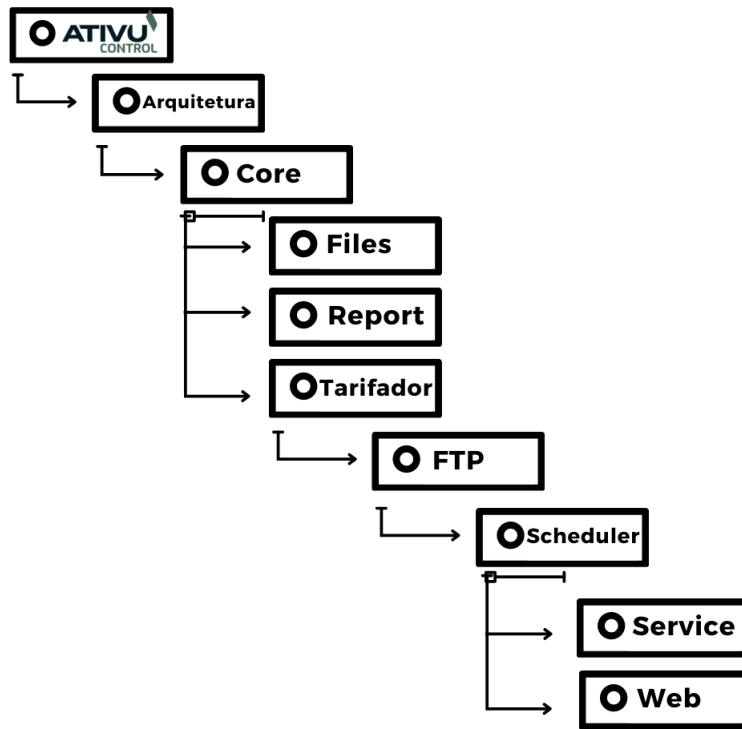 ATIVU
CONTROL
Arquitetura
Core
Files
Report
Tarifador
FTP
Scheduler
Service
Web